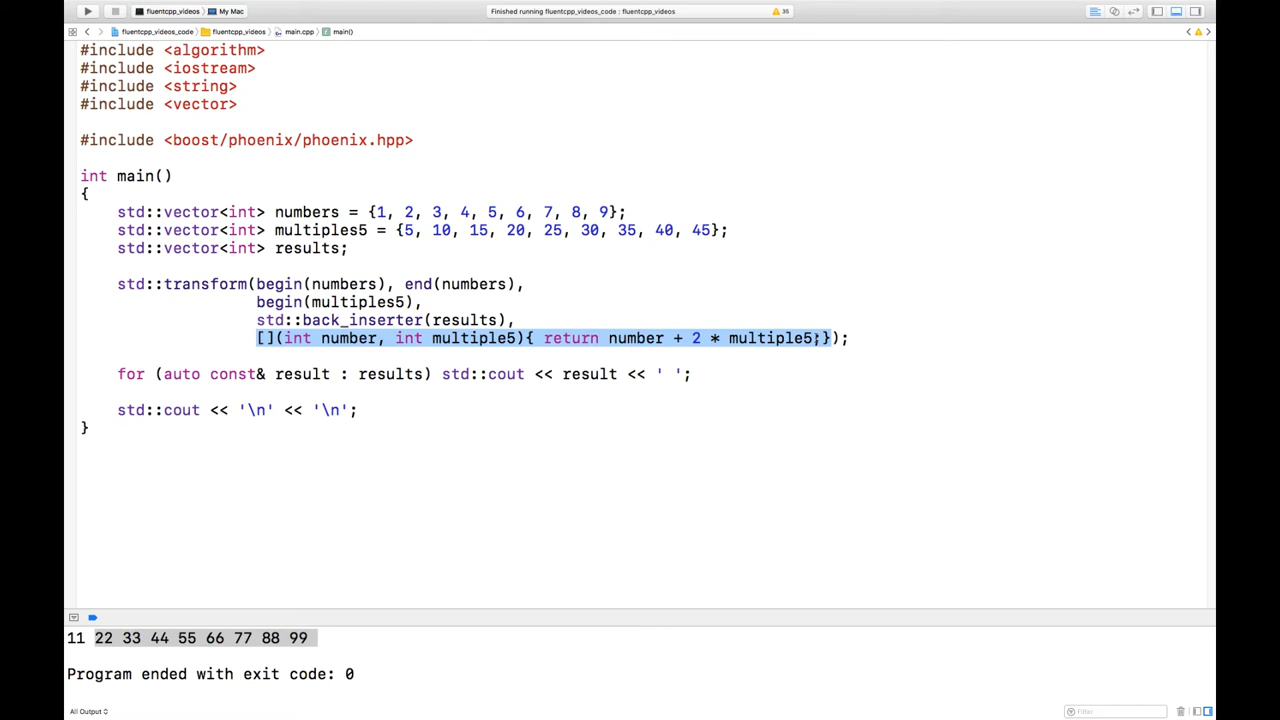 fluentcpp_videos My Mac Finished running fluentcpp_videos_code : fluentcpp_videos 35
fluentcpp_videos_code fluentcpp_videos main.cpp main()
#include <algorithm>
#include <iostream>
#include <string>
#include <vector>
#include <boost/phoenix/phoenix.hpp>
int main()
{
std::vector<int> numbers = {1, 2, 3, 4, 5, 6, 7, 8, 9};
std::vector<int> multiples5 = {5, 10, 15, 20, 25, 30, 35, 40, 45};
std::vector<int> results;
std::transform(begin(numbers), end(numbers),
begin(multiples5),
std::back_inserter(results),
[](int number, int multiple5){ return number + 2 * multiple5;});
for (auto const& result : results) std::cout << result << ' ';
std::cout << '\n' << '\n';
}
11 22 33 44 55 66 77 88 99
Program ended with exit code: 0
All Output Filter